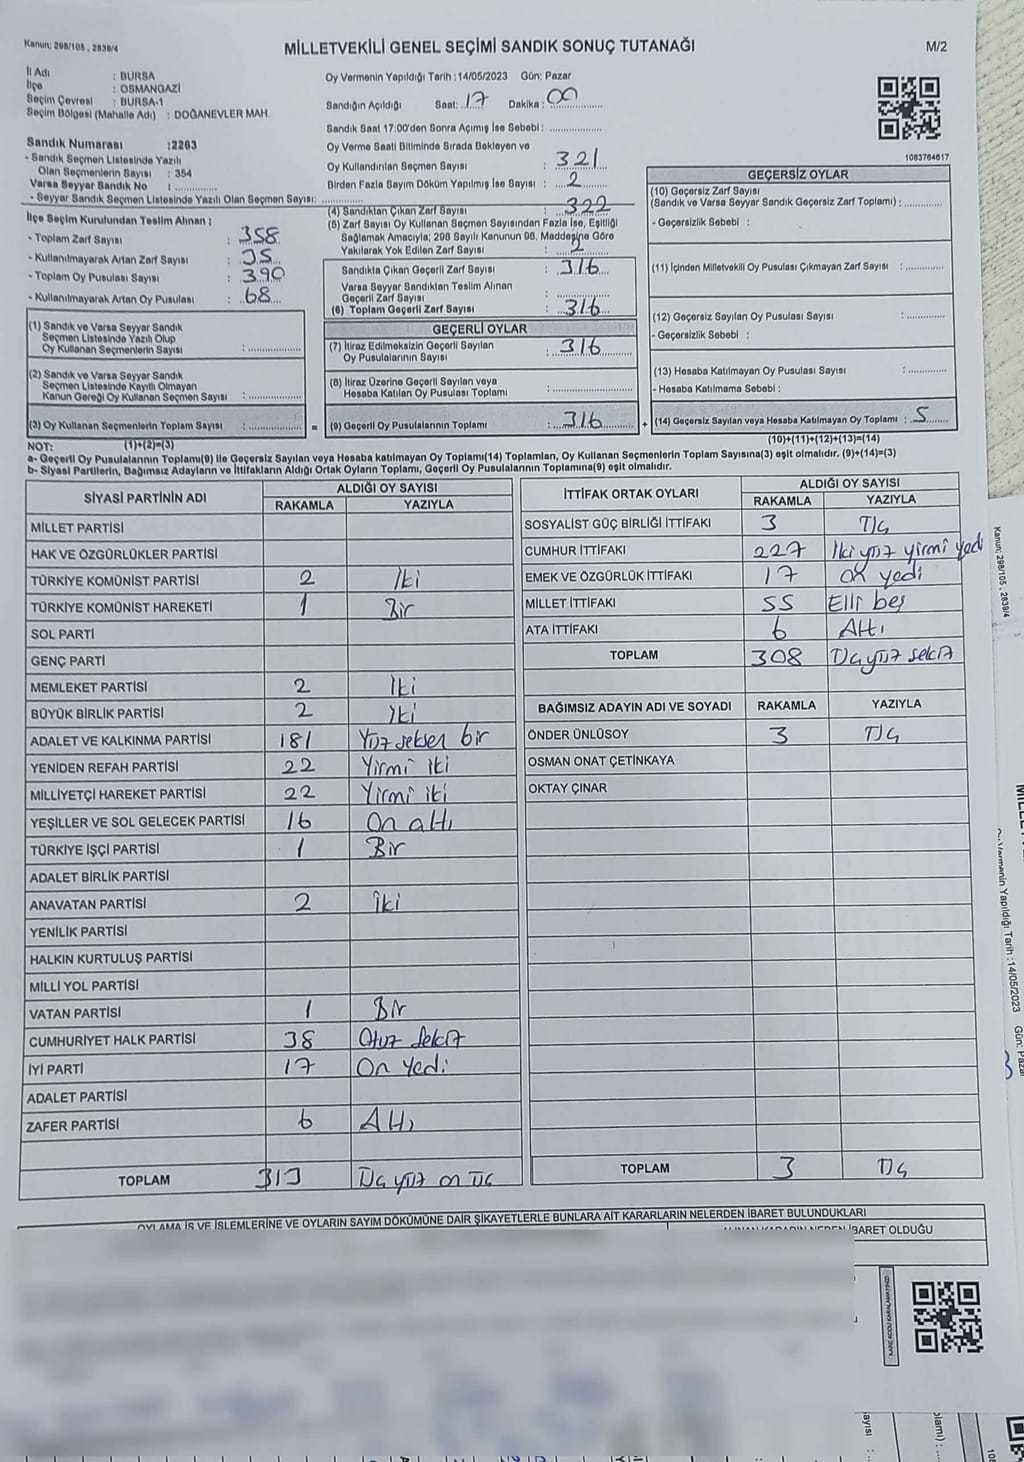 Kanun; 298/105 , 2839/4
MİLLETVEKİLİ GENEL SEÇİMİ SANDIK SONUÇ TUTANAĞI
M/2
İl Adı : BURSA
İlçe : OSMANGAZİ
Seçim Çevresi : BURSA-1
Seçim Bölgesi (Mahalle Adı) : DOĞANEVLER MAH.
Oy Vermenin Yapıldığı Tarih :14/05/2023 Gün: Pazar
Sandığın Açıldığı Saat: 17 Dakika : 00
Sandık Saat 17:00'den Sonra Açımış İse Sebebi :
Sandık Numarası :2263
- Sandık Seçmen Listesinde Yazılı
Olan Seçmenlerin Sayısı : 354
Varsa Seyyar Sandık No :
- Seyyar Sandık Seçmen Listesinde Yazılı Olan Seçmen Sayısı:
Oy Verme Saati Bitiminde Sırada Bekleyen ve
Oy Kullandırılan Seçmen Sayısı : 321
Birden Fazla Sayım Döküm Yapılmış İse Sayısı : 2
1083764617
İlçe Seçim Kurulundan Teslim Alınan :
- Toplam Zarf Sayısı : 358
- Kullanılmayarak Artan Zarf Sayısı : 35
- Toplam Oy Pusulası Sayısı : 390
- Kullanılmayarak Artan Oy Pusulası : 68
(1) Sandık ve Varsa Seyyar Sandık
Seçmen Listesinde Yazılı Olup
Oy Kullanan Seçmenlerin Sayısı :
(2) Sandık ve Varsa Seyyar Sandık
Seçmen Listesinde Kayıtlı Olmayan
Kanun Gereği Oy Kullanan Seçmen Sayısı :
(3) Oy Kullanan Seçmenlerin Toplam Sayısı : =
(4) Sandıktan Çıkan Zarf Sayısı : 322
(5) Zarf Sayısı Oy Kullanan Seçmen Sayısından Fazla İse, Eşitliği
Sağlamak Amacıyla; 298 Sayılı Kanunun 98. Maddesine Göre
Yakılarak Yok Edilen Zarf Sayısı : 2
Sandıkta Çıkan Geçerli Zarf Sayısı : 316
Varsa Seyyar Sandıktan Teslim Alınan
Geçerli Zarf Sayısı :
(6) Toplam Geçerli Zarf Sayısı : 316
GEÇERLİ OYLAR
(7) İtiraz Edilmeksizin Geçerli Sayılan
Oy Pusulalarının Sayısı : 316
(8) İtiraz Üzerine Geçerli Sayılan veya
Hesaba Katılan Oy Pusulası Toplamı :
(9) Geçerli Oy Pusulalarının Toplamı : 316 +
GEÇERSİZ OYLAR
(10) Geçersiz Zarf Sayısı
(Sandık ve Varsa Seyyar Sandık Geçersiz Zarf Toplamı) :
- Geçersizlik Sebebi :
(11) İçinden Milletvekili Oy Pusulası Çıkmayan Zarf Sayısı :
(12) Geçersiz Sayılan Oy Pusulası Sayısı :
- Geçersizlik Sebebi :
(13) Hesaba Katılmayan Oy Pusulası Sayısı :
- Hesaba Katılmama Sebebi :
(14) Geçersiz Sayılan veya Hesaba Katılmayan Oy Toplamı : 5
NOT: (1)+(2)=(3) (10)+(11)+(12)+(13)=(14)
a- Geçerli Oy Pusulalarının Toplamı(9) ile Geçersiz Sayılan veya Hesaba katılmayan Oy Toplamı(14) Toplamları, Oy Kullanan Seçmenlerin Toplam Sayısına(3) eşit olmalıdır. (9)+(14)=(3)
b- Siyasi Partilerin, Bağımsız Adayların ve İttifakların Aldığı Ortak Oyların Toplamı, Geçerli Oy Pusulalarının Toplamına(9) eşit olmalıdır.
SİYASİ PARTİNİN ADI ALDIĞI OY SAYISI
RAKAMLA YAZIYLA
MİLLET PARTİSİ
HAK VE ÖZGÜRLÜKLER PARTİSİ
TÜRKİYE KOMÜNİST PARTİSİ 2 İki
TÜRKİYE KOMÜNİST HAREKETİ 1 Bir
SOL PARTİ
GENÇ PARTİ
MEMLEKET PARTİSİ 2 İki
BÜYÜK BİRLİK PARTİSİ 2 İki
ADALET VE KALKINMA PARTİSİ 181 Yüz seksen bir
YENİDEN REFAH PARTİSİ 22 Yirmi iki
MİLLİYETÇİ HAREKET PARTİSİ 22 Yirmi iki
YEŞİLLER VE SOL GELECEK PARTİSİ 16 On altı
TÜRKİYE İŞÇİ PARTİSİ 1 Bir
ADALET BİRLİK PARTİSİ
ANAVATAN PARTİSİ 2 İki
YENİLİK PARTİSİ
HALKIN KURTULUŞ PARTİSİ
MİLLİ YOL PARTİSİ
VATAN PARTİSİ 1 Bir
CUMHURİYET HALK PARTİSİ 38 Otuz Sekiz
İYİ PARTİ 17 On Yedi
ADALET PARTİSİ
ZAFER PARTİSİ 6 Altı
TOPLAM 313 Üç yüz on üç
İTTİFAK ORTAK OYLARI ALDIĞI OY SAYISI
RAKAMLA YAZIYLA
SOSYALİST GÜÇ BİRLİĞİ İTTİFAKI 3 Üç
CUMHUR İTTİFAKI 227 İki yüz yirmi yedi
EMEK VE ÖZGÜRLÜK İTTİFAKI 17 on yedi
MİLLET İTTİFAKI 55 Elli beş
ATA İTTİFAKI 6 Altı
TOPLAM 308 Üç yüz sekiz
BAĞIMSIZ ADAYIN ADI VE SOYADI RAKAMLA YAZIYLA
ÖNDER ÜNLÜSOY 3 Üç
OSMAN ONAT ÇETİNKAYA
OKTAY ÇINAR
TOPLAM 3 Üç
OYLAMA İŞ VE İŞLEMLERİNE VE OYLARIN SAYIM DÖKÜMÜNE DAİR ŞİKAYETLERLE BUNLARA AİT KARARLARIN NELERDEN İBARET BULUNDUKLARI
ALINAN KARARIN NEDEN İBARET OLDUĞU
KARE KODU KARALAMAYINIZ!
Kanun; 298/105 , 2839/4
Oy Vermenin Yapıldığı Tarih :14/05/2023 Gün: Pazar